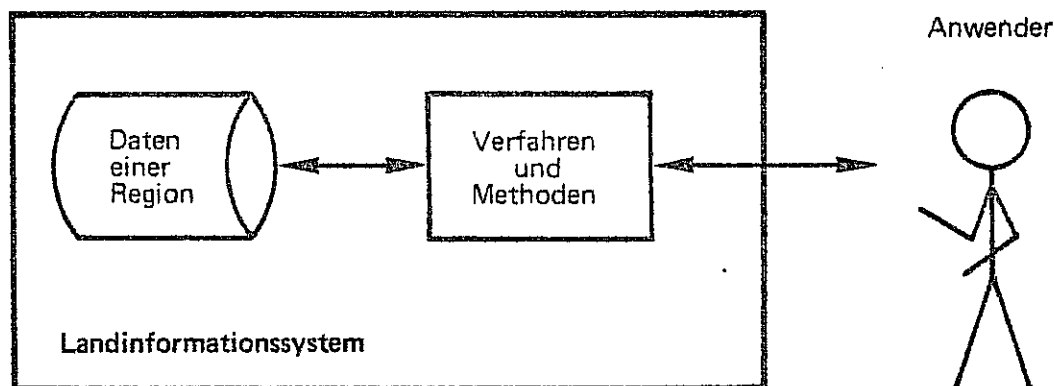 Anwender
Daten
einer
Region
Verfahren
und
Methoden
Landinformationssystem